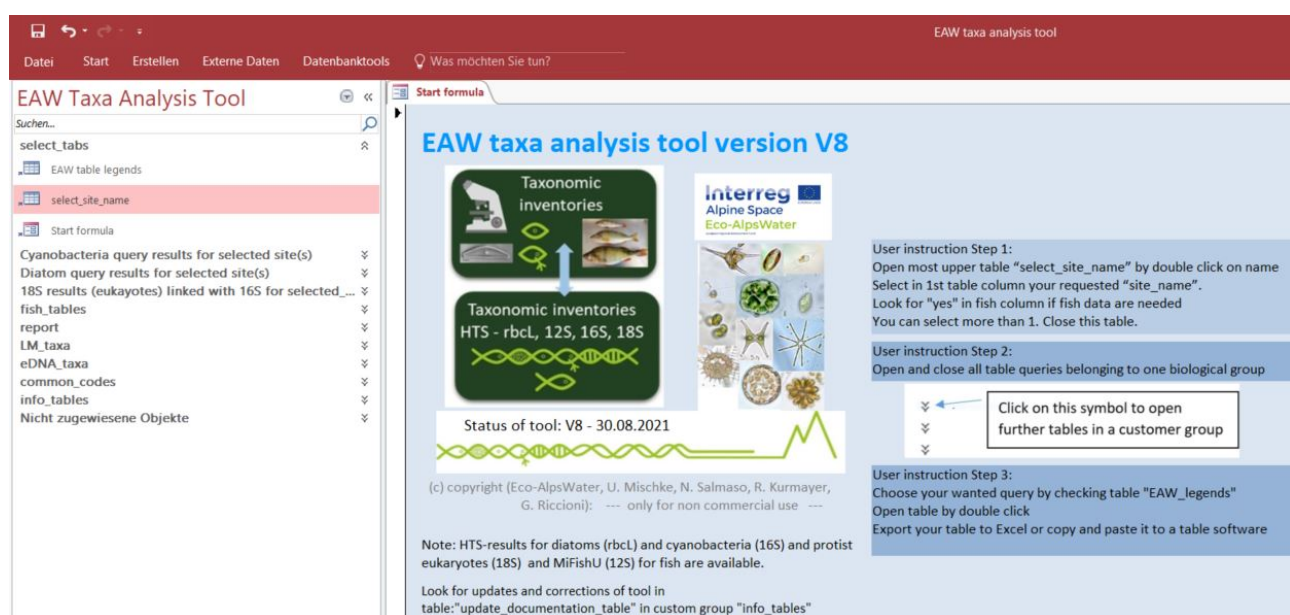 EAW taxa analysis tool
Datei Start Erstellen Externe Daten Datenbanktools Was möchten Sie tun?
EAW Taxa Analysis Tool
Suchen...
select_tabs
EAW table legends
select_site_name
Start formula
Cyanobacteria query results for selected site(s)
Diatom query results for selected site(s)
18S results (eukayotes) linked with 16S for selected_...
fish_tables
report
LM_taxa
eDNA_taxa
common_codes
info_tables
Nicht zugewiesene Objekte
Start formula
EAW taxa analysis tool version V8
Taxonomic
inventories
Taxonomic inventories
HTS - rbcL, 12S, 16S, 18S
Interreg
Alpine Space
Eco-AlpsWater
Status of tool: V8 - 30.08.2021
(c) copyright (Eco-AlpsWater, U. Mischke, N. Salmaso, R. Kurmayer,
G. Riccioni): --- only for non commercial use ---
Note: HTS-results for diatoms (rbcL) and cyanobacteria (16S) and protist
eukaryotes (18S) and MiFishU (12S) for fish are available.
Look for updates and corrections of tool in
table:"update_documentation_table" in custom group "info_tables"
User instruction Step 1:
Open most upper table “select_site_name” by double click on name
Select in 1st table column your requested “site_name”.
Look for "yes" in fish column if fish data are needed
You can select more than 1. Close this table.
User instruction Step 2:
Open and close all table queries belonging to one biological group
Click on this symbol to open
further tables in a customer group
User instruction Step 3:
Choose your wanted query by checking table "EAW_legends"
Open table by double click
Export your table to Excel or copy and paste it to a table software